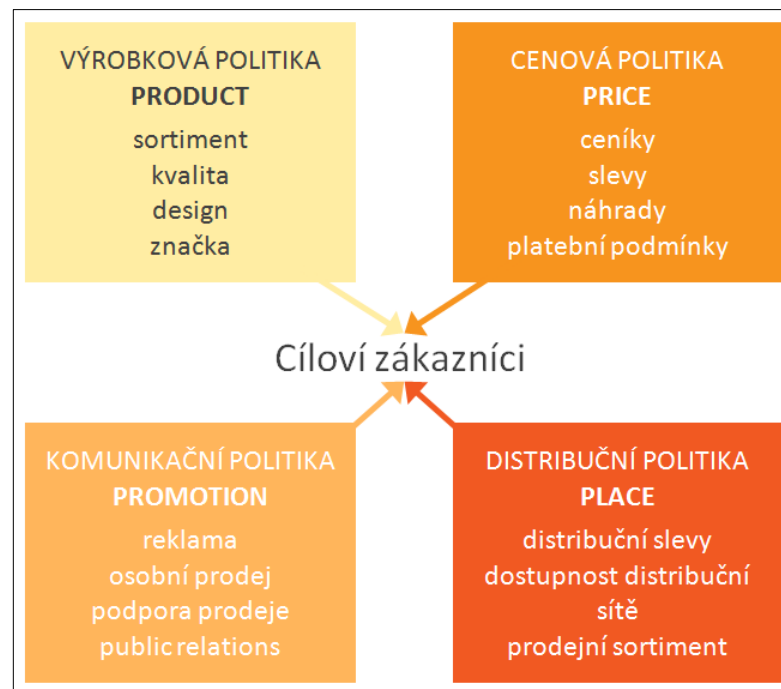 VÝROBKOVÁ POLITIKA
PRODUCT
sortiment
kvalita
design
značka
CENOVÁ POLITIKA
PRICE
ceníky
slevy
náhrady
platební podmínky
Cíloví zákazníci
KOMUNIKAČNÍ POLITIKA
PROMOTION
reklama
osobní prodej
podpora prodeje
public relations
DISTRIBUČNÍ POLITIKA
PLACE
distribuční slevy
dostupnost distribuční
sítě
prodejní sortiment